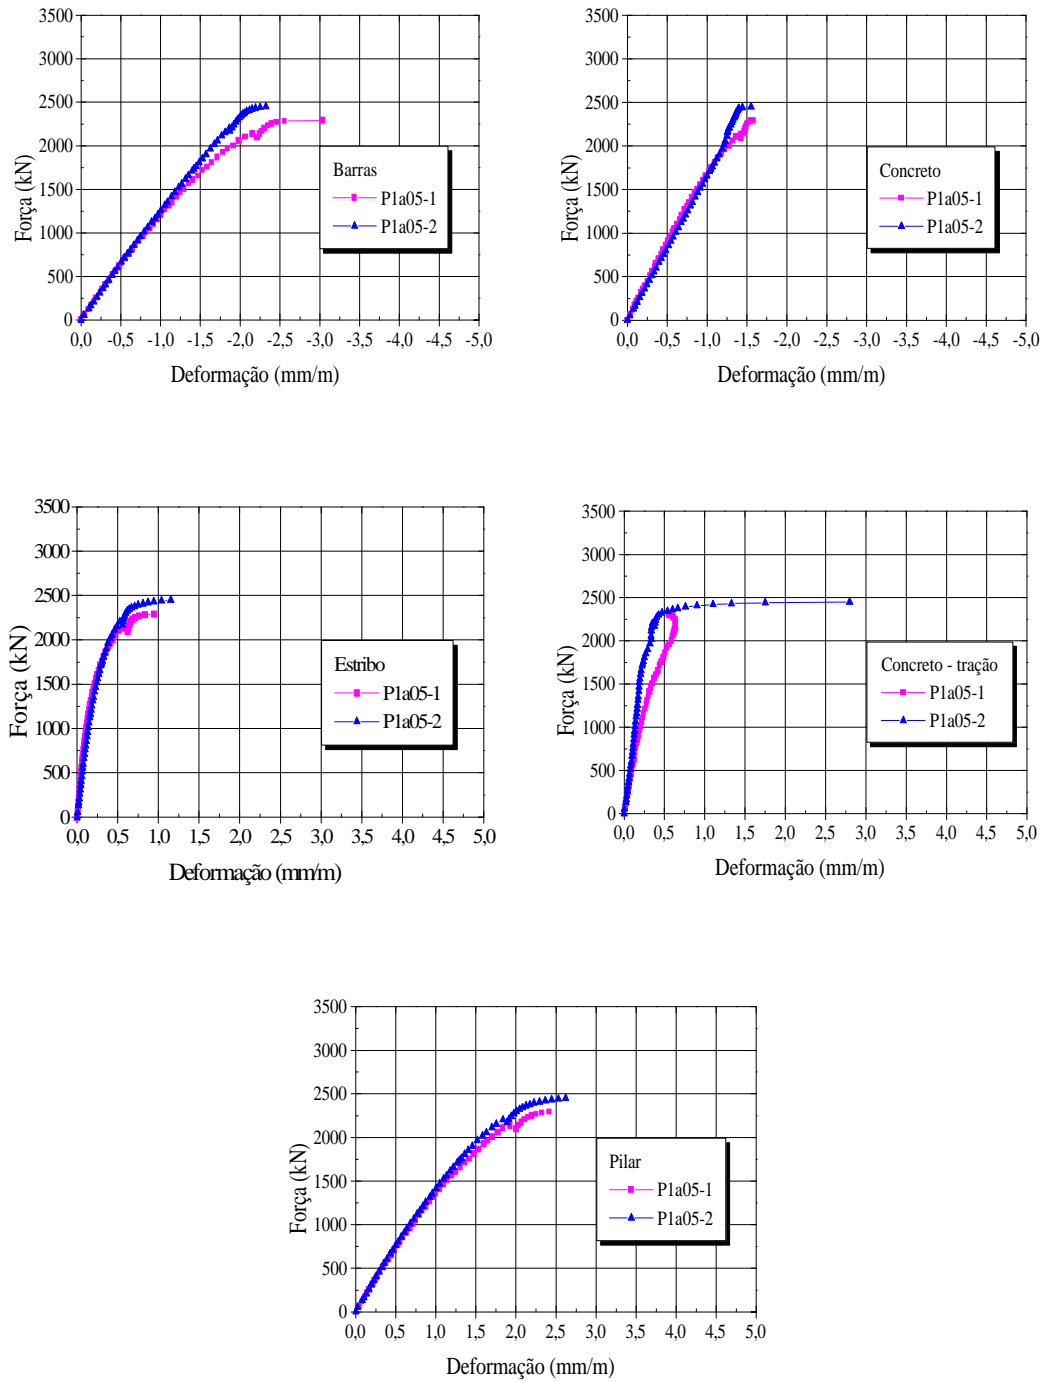 3500
3000
2500
2000
1500
1000
500
0
Força (kN)
Barras
P1a05-1
P1a05-2
0,0 -0,5 -1,0 -1,5 -2,0 -2,5 -3,0 -3,5 -4,0 -4,5 -5,0
Deformação (mm/m)
3500
3000
2500
2000
1500
1000
500
0
Força (kN)
Concreto
P1a05-1
P1a05-2
0,0 -0,5 -1,0 -1,5 -2,0 -2,5 -3,0 -3,5 -4,0 -4,5 -5,0
Deformação (mm/m)
3500
3000
2500
2000
1500
1000
500
0
Força (kN)
Estribo
P1a05-1
P1a05-2
0,0 0,5 1,0 1,5 2,0 2,5 3,0 3,5 4,0 4,5 5,0
Deformação (mm/m)
3500
3000
2500
2000
1500
1000
500
0
Força (kN)
Concreto - tração
P1a05-1
P1a05-2
0,0 0,5 1,0 1,5 2,0 2,5 3,0 3,5 4,0 4,5 5,0
Deformação (mm/m)
3500
3000
2500
2000
1500
1000
500
0
Força (kN)
Pilar
P1a05-1
P1a05-2
0,0 0,5 1,0 1,5 2,0 2,5 3,0 3,5 4,0 4,5 5,0
Deformação (mm/m)